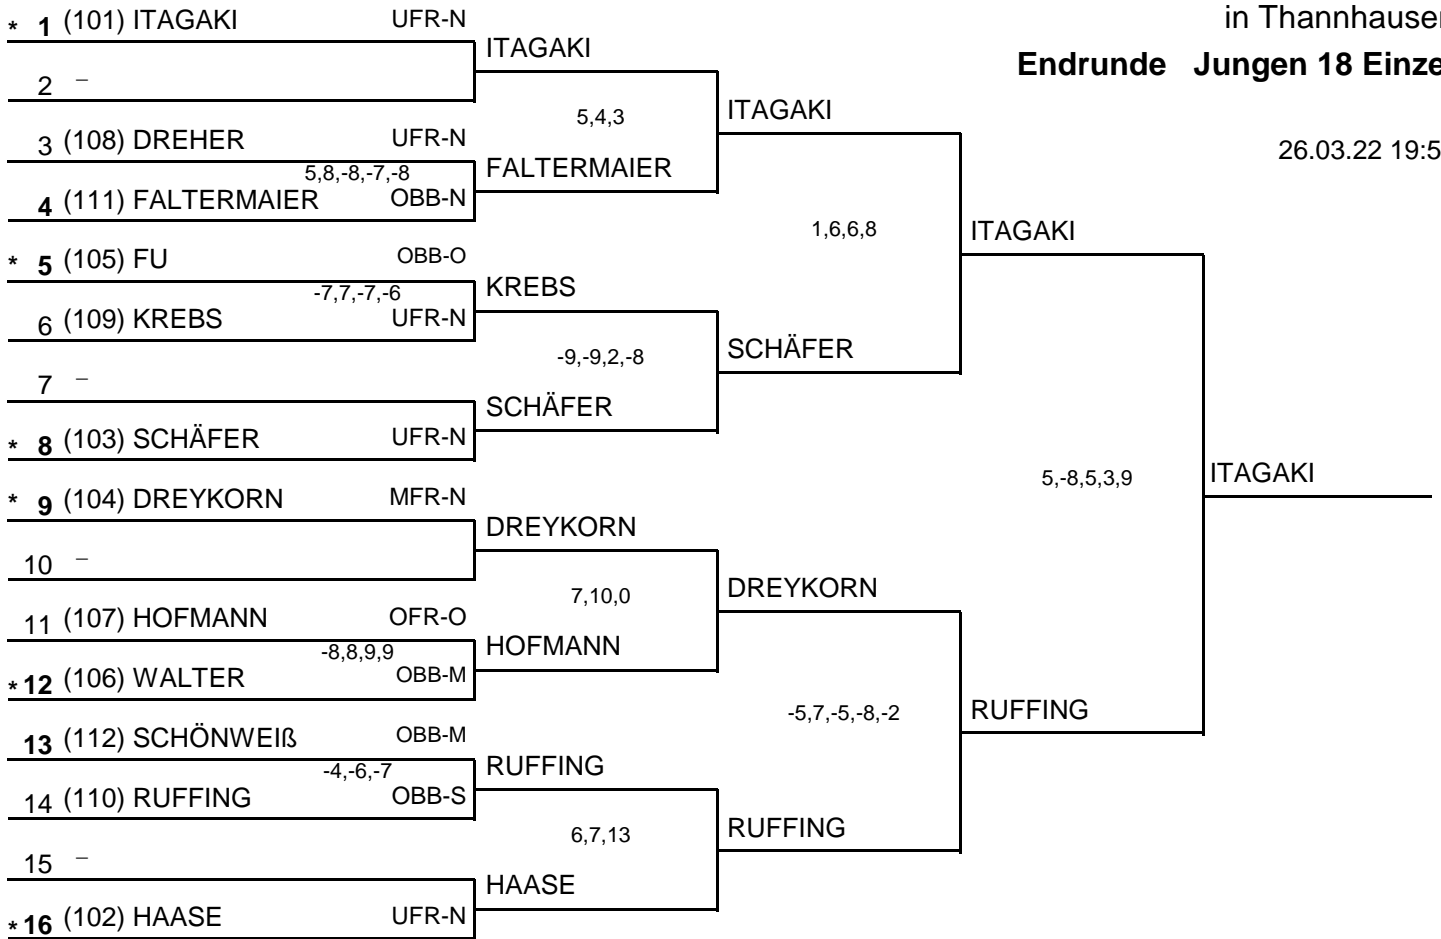 in Thannhausen
Endrunde Jungen 18 Einze
26.03.22 19:5
* 1 (101) ITAGAKI UFR-N
2 –
3 (108) DREHER UFR-N
5,8,-8,-7,-8
4 (111) FALTERMAIER OBB-N
* 5 (105) FU OBB-O
-7,7,-7,-6
6 (109) KREBS UFR-N
7 –
* 8 (103) SCHÄFER UFR-N
* 9 (104) DREYKORN MFR-N
10 –
11 (107) HOFMANN OFR-O
-8,8,9,9
* 12 (106) WALTER OBB-M
13 (112) SCHÖNWEIß OBB-M
-4,-6,-7
14 (110) RUFFING OBB-S
15 –
* 16 (102) HAASE UFR-N
ITAGAKI
5,4,3
FALTERMAIER
KREBS
-9,-9,2,-8
SCHÄFER
DREYKORN
7,10,0
HOFMANN
RUFFING
6,7,13
HAASE
ITAGAKI
1,6,6,8
SCHÄFER
DREYKORN
-5,7,-5,-8,-2
RUFFING
ITAGAKI
5,-8,5,3,9
RUFFING
ITAGAKI